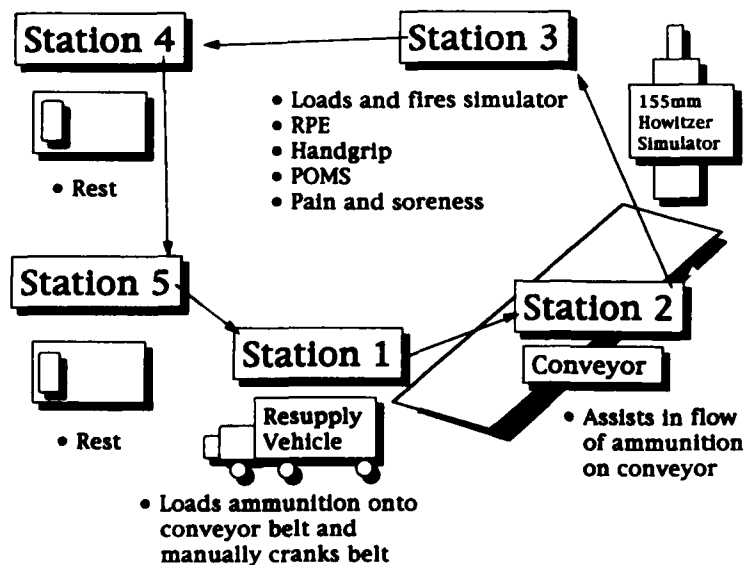 Station 4
Station 3
• Loads and fires simulator
• RPE
• Handgrip
• POMS
• Pain and soreness
155mm
Howitzer
Simulator
• Rest
Station 5
Station 2
Station 1
Conveyor
• Rest
Resupply
Vehicle
• Assists in flow
of ammunition
on conveyor
• Loads ammunition onto
conveyor belt and
manually cranks belt